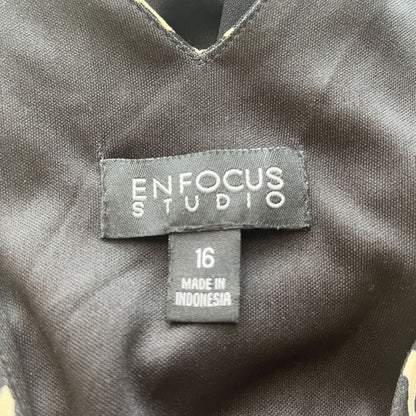 ENFOCUS
STUDIO
16
MADE IN
INDONESIA